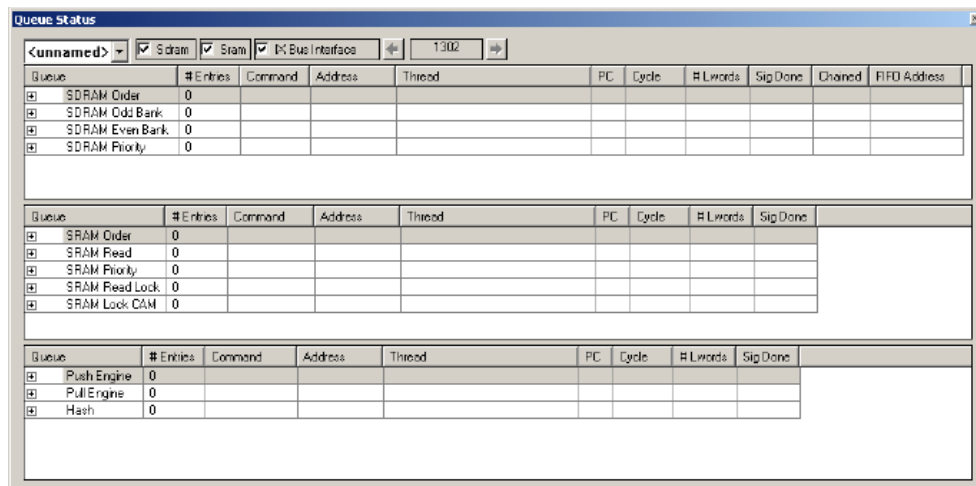 Queue Status
<unnamed> Sdram Sram IX Bus Interface 1302
Queue # Entries Command Address Thread PC Cycle # Lwords Sig Done Chained FIFO Address
SDRAM Order 0
SDRAM Odd Bank 0
SDRAM Even Bank 0
SDRAM Priority 0
Queue # Entries Command Address Thread PC Cycle # Lwords Sig Done
SRAM Order 0
SRAM Read 0
SRAM Priority 0
SRAM Read Lock 0
SRAM Lock CAM 0
Queue # Entries Command Address Thread PC Cycle # Lwords Sig Done
Push Engine 0
Pull Engine 0
Hash 0